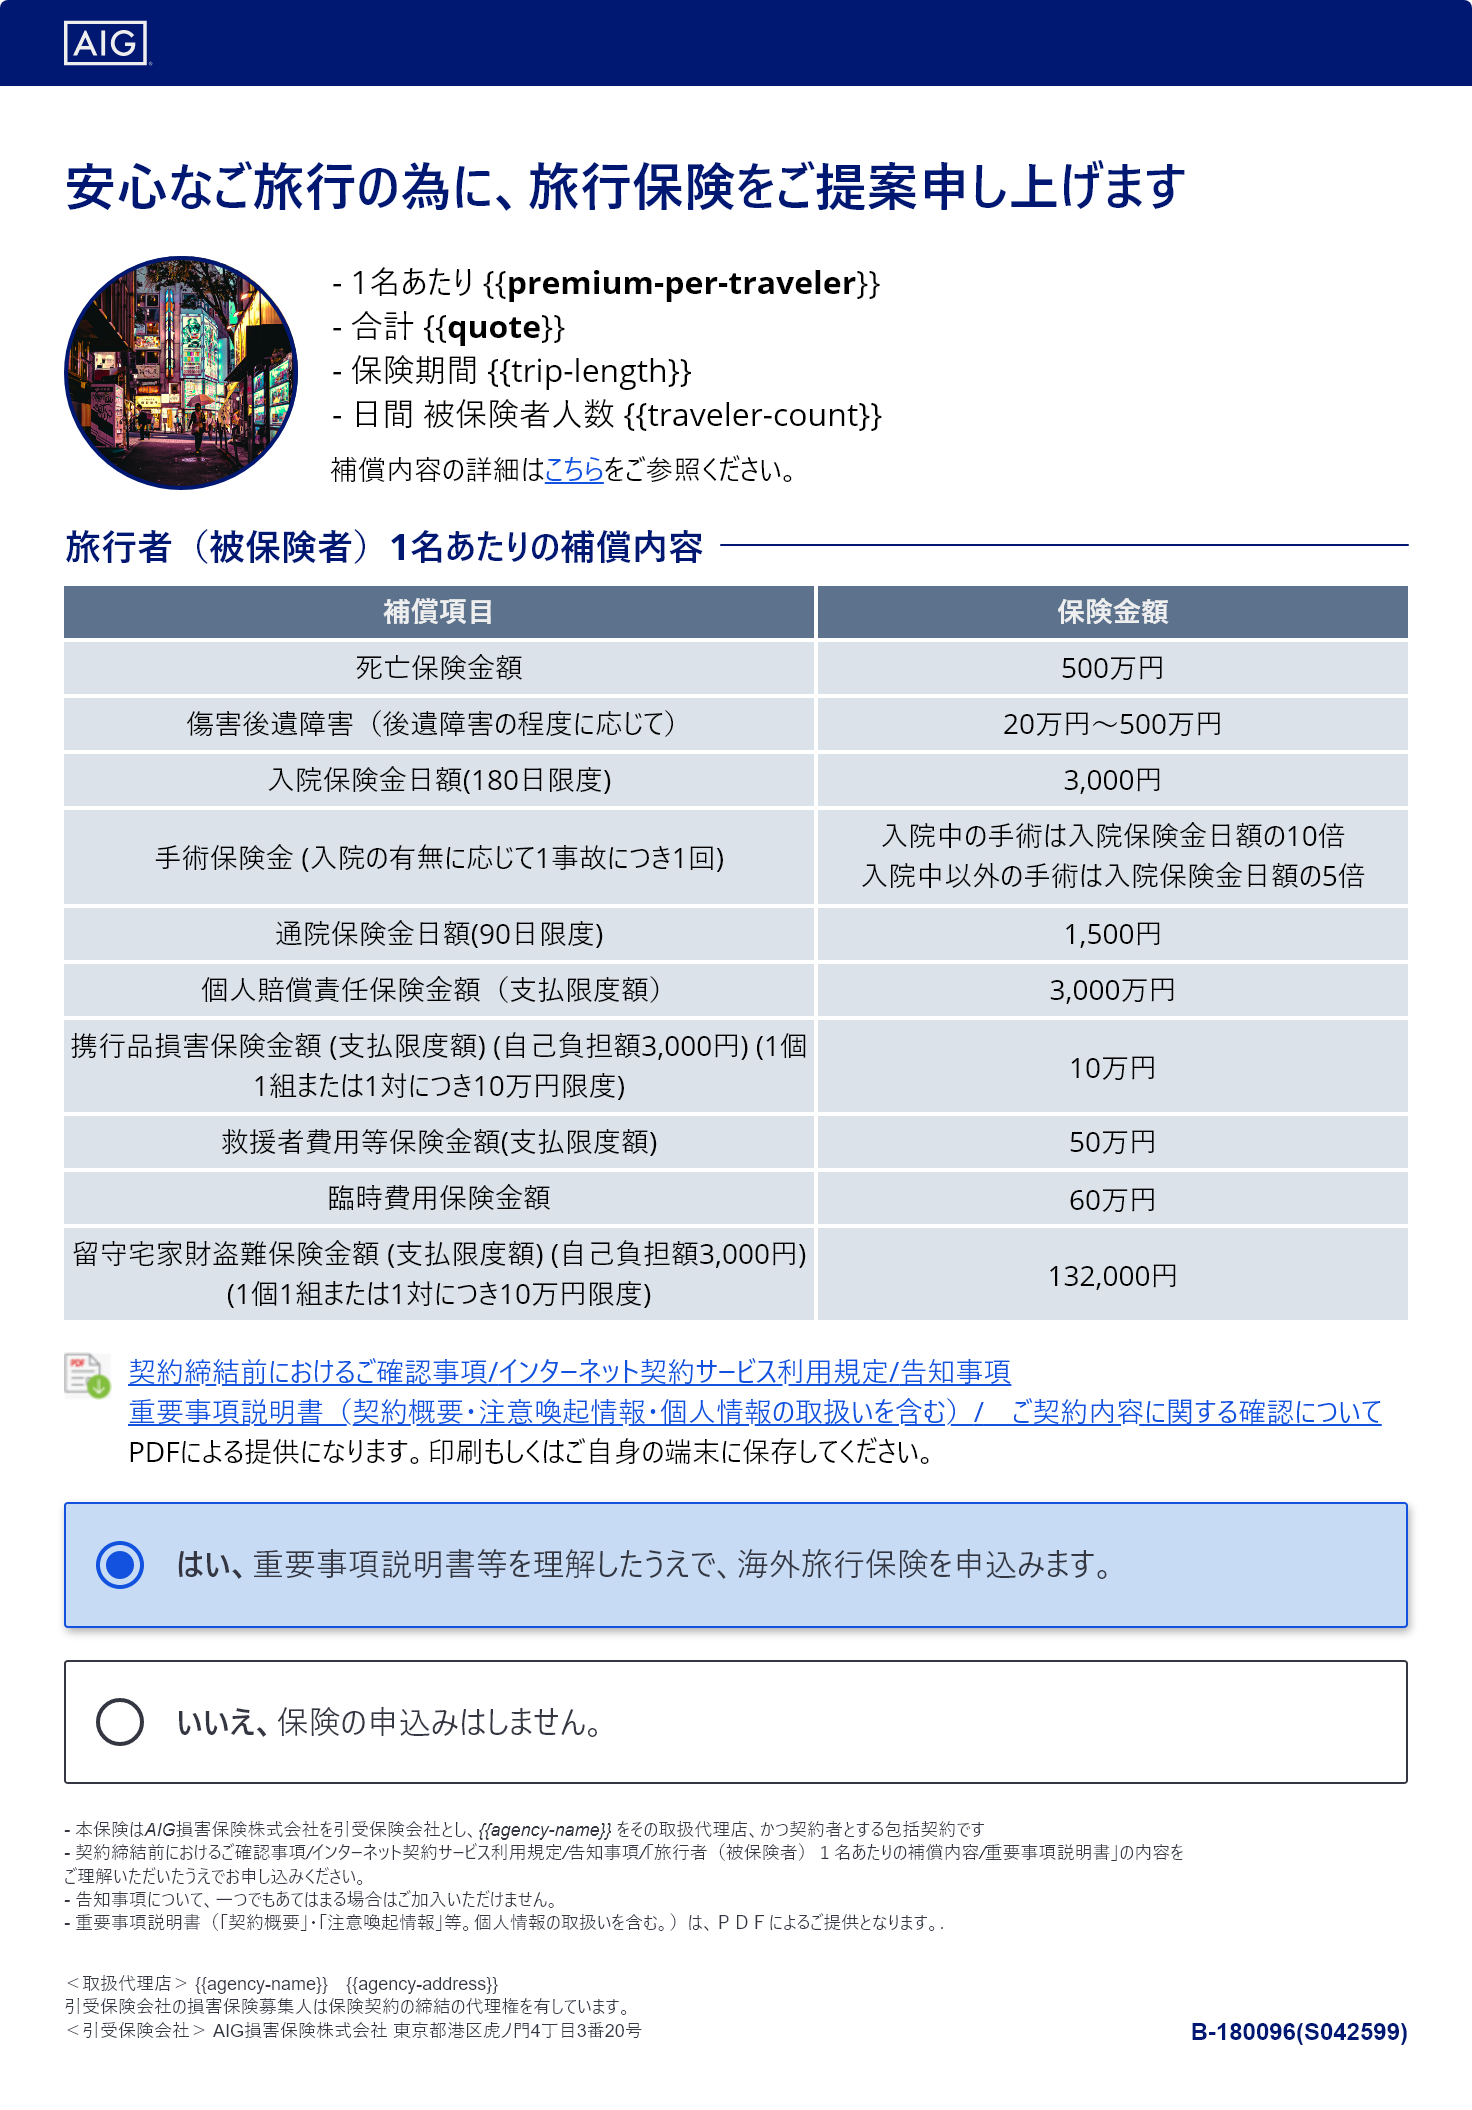 AIG
安心なご旅行の為に、旅行保険をご提案申し上げます
- 1名あたり {{premium-per-traveler}}
- 合計 {{quote}}
- 保険期間 {{trip-length}}
- 日間 被保険者人数 {{traveler-count}}
補償内容の詳細はこちらをご参照ください。
旅行者（被保険者）1名あたりの補償内容
補償項目 保険金額
死亡保険金額 500万円
傷害後遺障害（後遺障害の程度に応じて） 20万円～500万円
入院保険金日額(180日限度) 3,000円
手術保険金 (入院の有無に応じて1事故につき1回) 入院中の手術は入院保険金日額の10倍
入院中以外の手術は入院保険金日額の5倍
通院保険金日額(90日限度) 1,500円
個人賠償責任保険金額（支払限度額） 3,000万円
携行品損害保険金額 (支払限度額) (自己負担額3,000円) (1個
1組または1対につき10万円限度) 10万円
救援者費用等保険金額(支払限度額) 50万円
臨時費用保険金額 60万円
留守宅家財盗難保険金額 (支払限度額) (自己負担額3,000円)
(1個1組または1対につき10万円限度) 132,000円
PDF
契約締結前におけるご確認事項/インターネット契約サービス利用規定/告知事項
重要事項説明書（契約概要・注意喚起情報・個人情報の取扱いを含む）/　ご契約内容に関する確認について
PDFによる提供になります。印刷もしくはご自身の端末に保存してください。
はい、重要事項説明書等を理解したうえで、海外旅行保険を申込みます。
いいえ、保険の申込みはしません。
- 本保険はAIG損害保険株式会社を引受保険会社とし、{{agency-name}} をその取扱代理店、かつ契約者とする包括契約です
- 契約締結前におけるご確認事項/インターネット契約サービス利用規定/告知事項/「旅行者（被保険者）１名あたりの補償内容/重要事項説明書」の内容を
ご理解いただいたうえでお申し込みください。
- 告知事項について、一つでもあてはまる場合はご加入いただけません。
- 重要事項説明書（「契約概要」・「注意喚起情報」等。個人情報の取扱いを含む。）は、ＰＤＦによるご提供となります。.
＜取扱代理店＞ {{agency-name}}　{{agency-address}}
引受保険会社の損害保険募集人は保険契約の締結の代理権を有しています。
＜引受保険会社＞ AIG損害保険株式会社 東京都港区虎ノ門4丁目3番20号
B-180096(S042599)